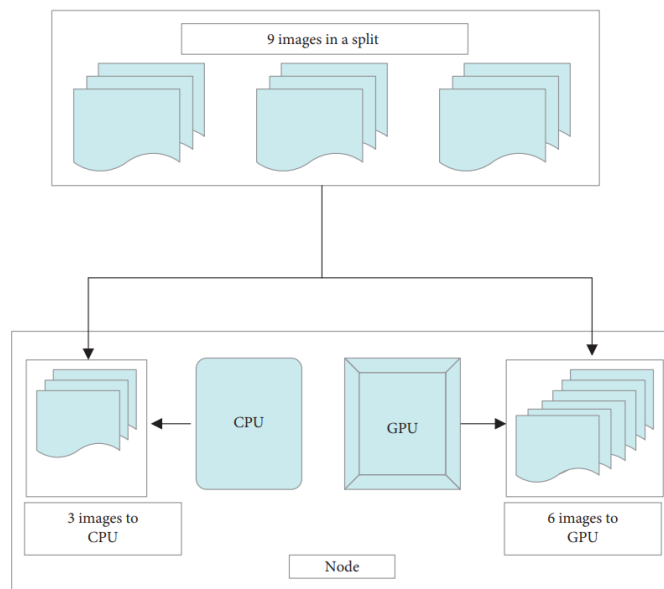 9 images in a split
CPU
GPU
3 images to
CPU
6 images to
GPU
Node